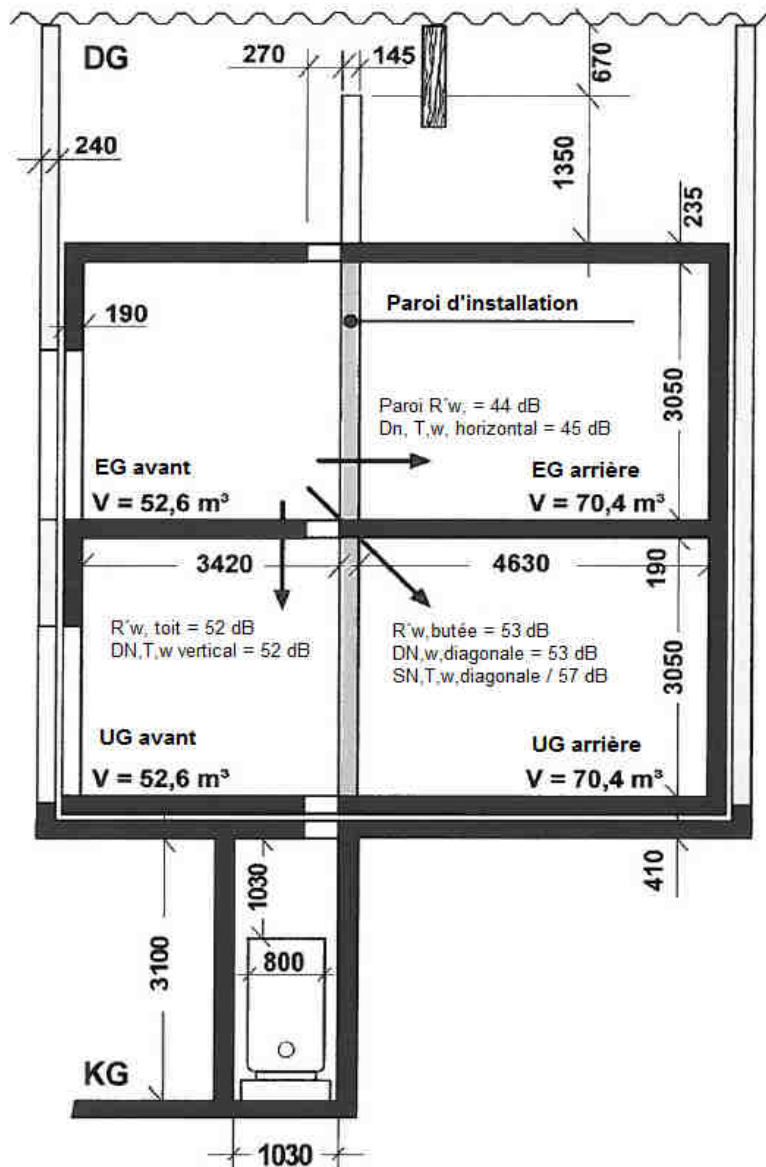 DG
270
145
670
240
1350
235
190
Paroi d'installation
Paroi R´w, = 44 dB
Dn, T,w, horizontal = 45 dB
3050
EG avant
V = 52,6 m³
EG arrière
V = 70,4 m³
3420
4630
190
R´w, toit = 52 dB
DN,T,w vertical = 52 dB
R´w,butée = 53 dB
DN,w,diagonale = 53 dB
SN,T,w,diagonale / 57 dB
3050
UG avant
V = 52,6 m³
UG arrière
V = 70,4 m³
3100
1030
410
800
KG
1030